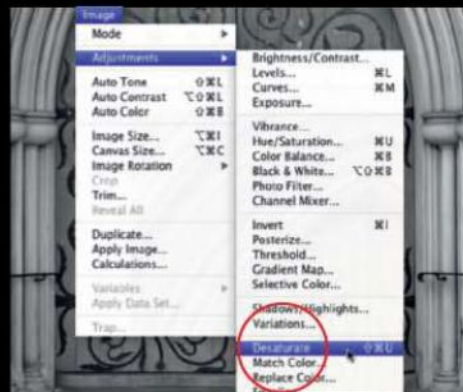 Image
Mode
Adjustments
Auto Tone ⇧⌘L
Auto Contrast ⌥⇧⌘L
Auto Color ⇧⌘B
Image Size... ⌥⌘I
Canvas Size... ⌥⌘C
Image Rotation
Crop
Trim...
Reveal All
Duplicate...
Apply Image...
Calculations...
Variables
Apply Data Set...
Trap...
Brightness/Contrast...
Levels... ⌘L
Curves... ⌘M
Exposure...
Vibrance...
Hue/Saturation... ⌘U
Color Balance... ⌘B
Black & White... ⌥⇧⌘B
Photo Filter...
Channel Mixer...
Invert ⌘I
Posterize...
Threshold...
Gradient Map...
Selective Color...
Shadows/Highlights...
Variations...
Desaturate ⇧⌘U
Match Color...
Replace Color...